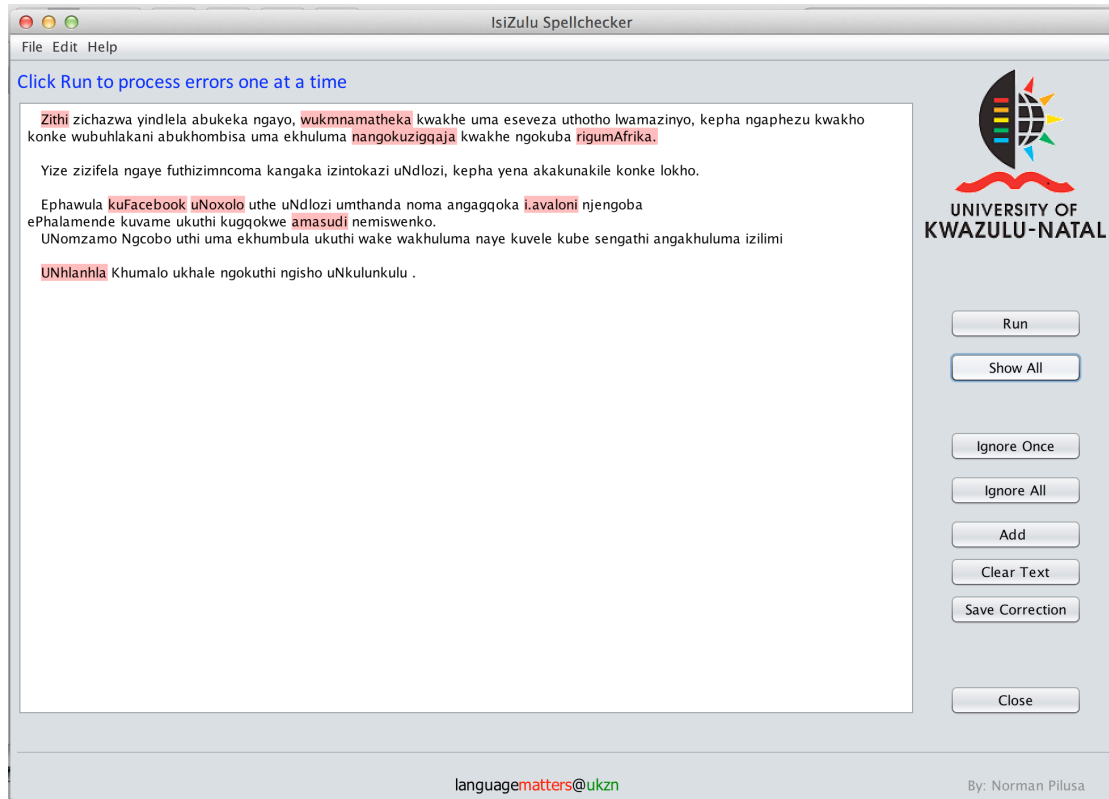 IsiZulu Spellchecker
File Edit Help
Click Run to process errors one at a time
Zithi zichazwa yindlela abukeka ngayo, wukmnamatheka kwakhe uma eseveza uthotho lwamazinyo, kepha ngaphezu kwakho
konke wubuhlakani abukhombisa uma ekhuluma nangokuzigqaja kwakhe ngokuba rigumAfrika.
Yize zizifela ngaye futhizimncoma kangaka izintokazi uNdlozi, kepha yena akakunakile konke lokho.
Ephawula kuFacebook uNoxolo uthe uNdlozi umthanda noma angagqoka i.avaloni njengoba
ePhalamende kuvame ukuthi kugqokwe amasudi nemiswenko.
UNomzamo Ngcobo uthi uma ekhumbula ukuthi wake wakhuluma naye kuvele kube sengathi angakhuluma izilimi
UNhlanhla Khumalo ukhale ngokuthi ngisho uNkulunkulu .
UNIVERSITY OF
KWAZULU-NATAL
Run
Show All
Ignore Once
Ignore All
Add
Clear Text
Save Correction
Close
languagematters@ukzn
By: Norman Pilusa